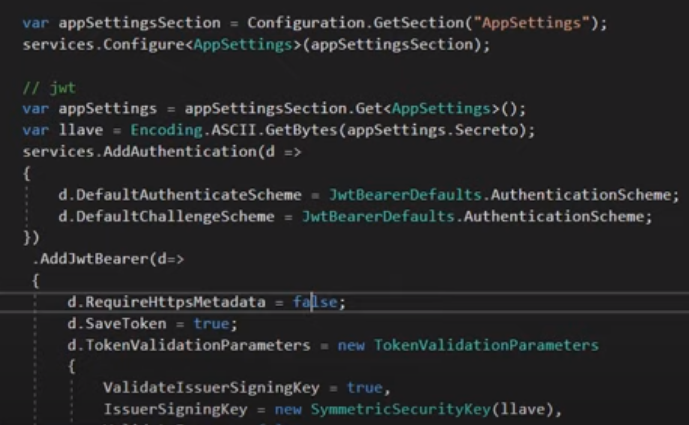 var appSettingsSection = Configuration.GetSection("AppSettings");
services.Configure<AppSettings>(appSettingsSection);
// jwt
var appSettings = appSettingsSection.Get<AppSettings>();
var llave = Encoding.ASCII.GetBytes(appSettings.Secreto);
services.AddAuthentication(d =>
{
d.DefaultAuthenticateScheme = JwtBearerDefaults.AuthenticationScheme;
d.DefaultChallengeScheme = JwtBearerDefaults.AuthenticationScheme;
})
.AddJwtBearer(d=>
{
d.RequireHttpsMetadata = false;
d.SaveToken = true;
d.TokenValidationParameters = new TokenValidationParameters
{
ValidateIssuerSigningKey = true,
IssuerSigningKey = new SymmetricSecurityKey(llave),